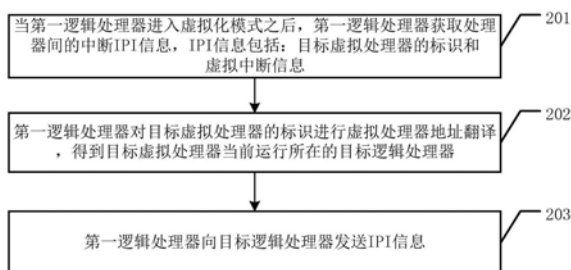 当第一逻辑处理器进入虚拟化模式之后，第一逻辑处理器获取处理
器间的中断IPI信息，IPI信息包括：目标虚拟处理器的标识和
虚拟中断信息
201
第一逻辑处理器对目标虚拟处理器的标识进行虚拟处理器地址翻译
，得到目标虚拟处理器当前运行所在的目标逻辑处理器
202
第一逻辑处理器向目标逻辑处理器发送IPI信息
203